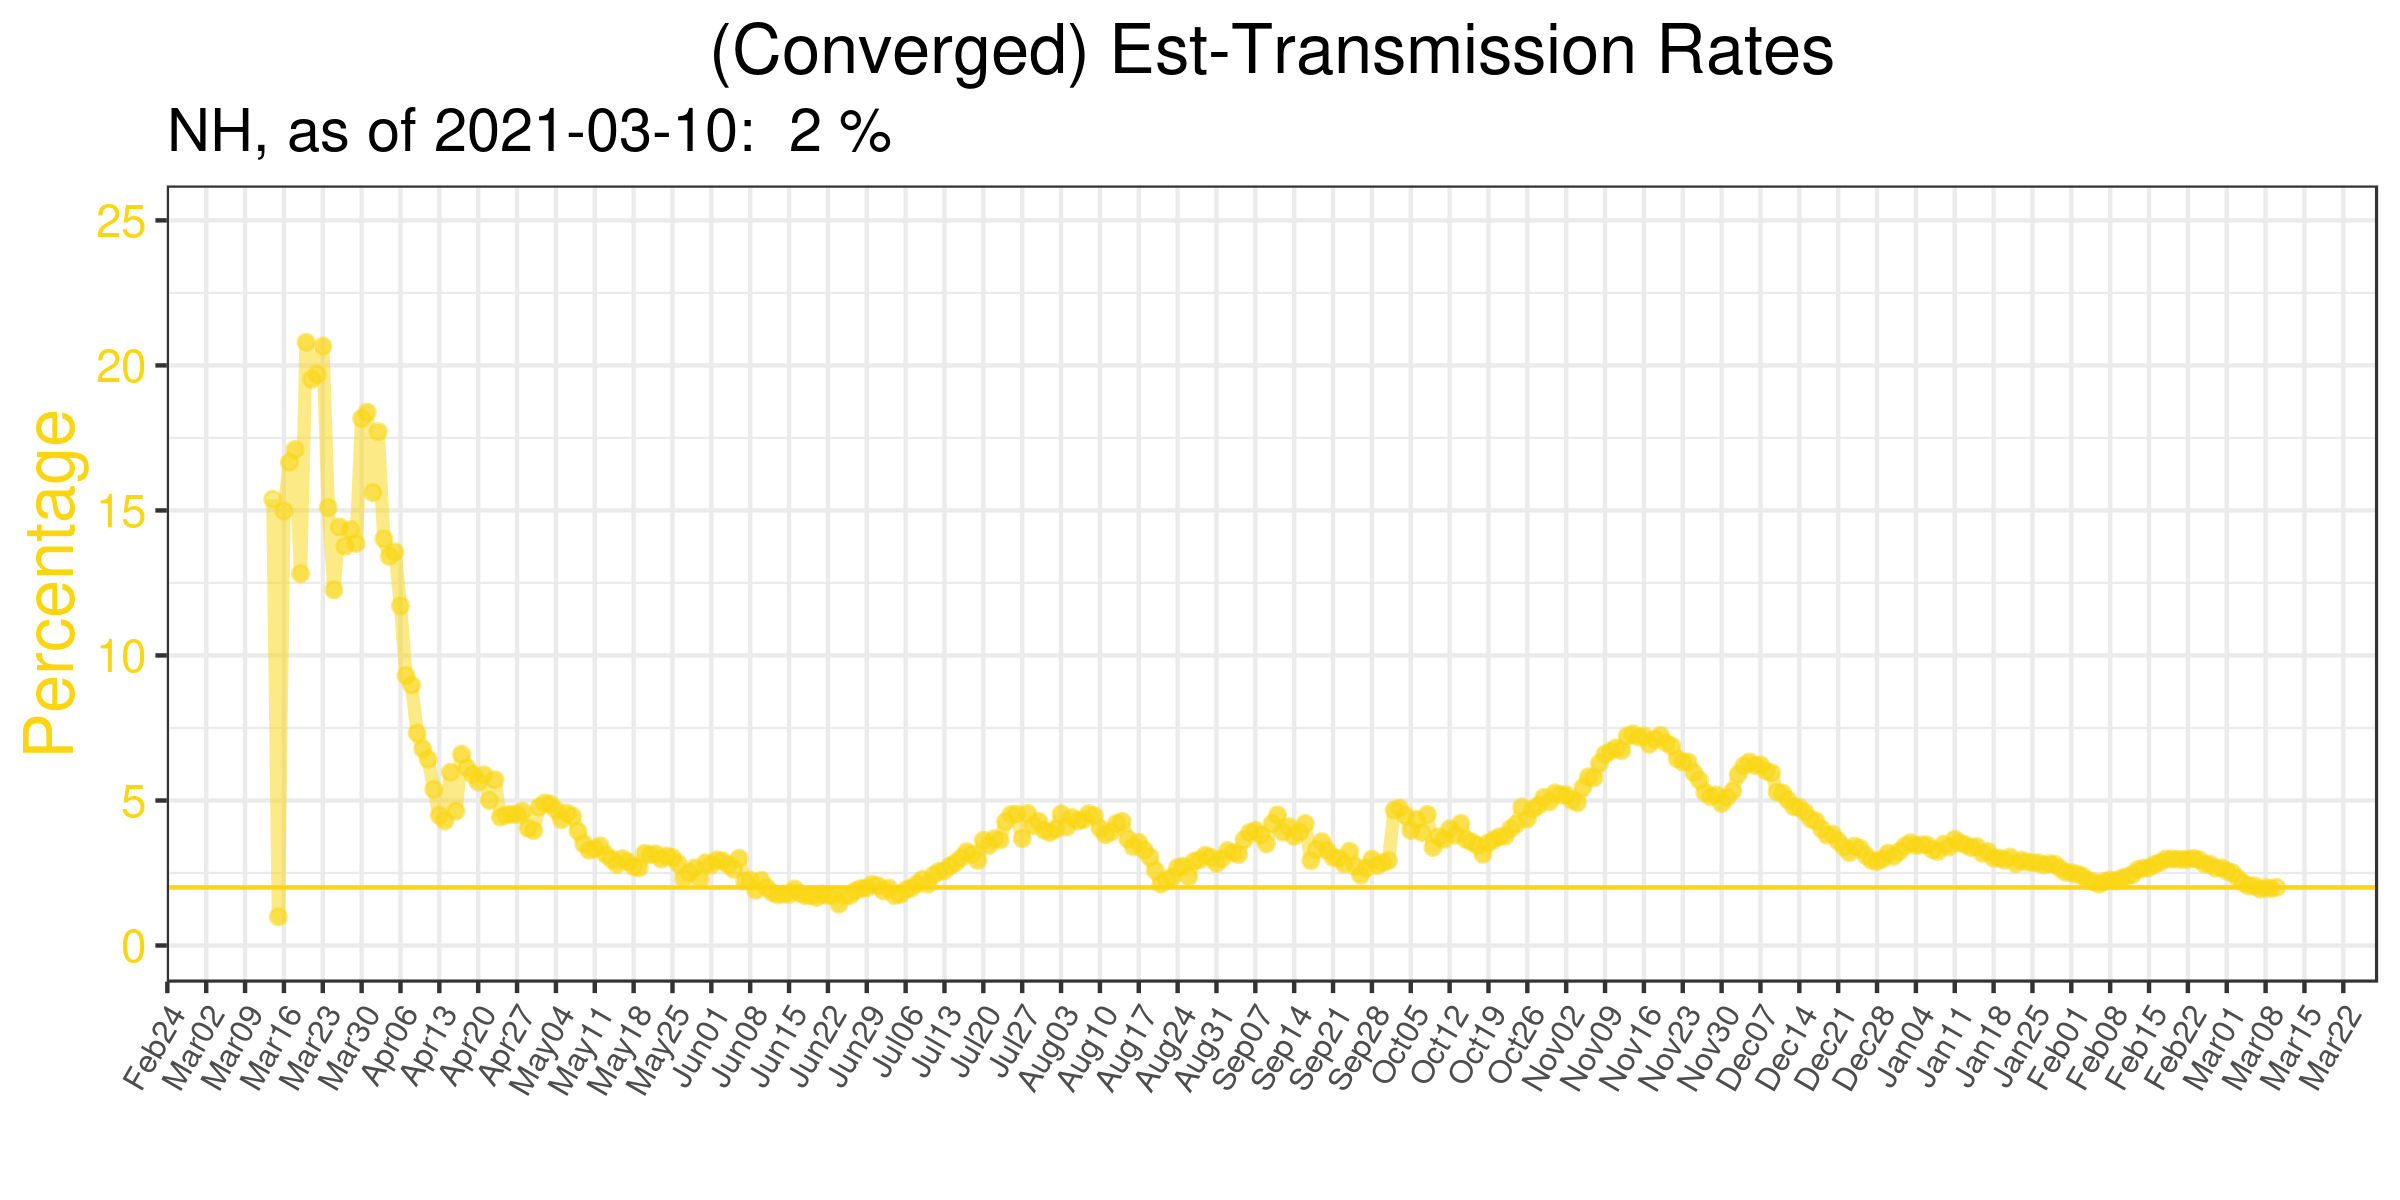 (Converged) Est-Transmission Rates
NH, as of 2021-03-10:  2 %
Percentage
25
20
15
10
5
0
Feb24
Mar02
Mar09
Mar16
Mar23
Mar30
Apr06
Apr13
Apr20
Apr27
May04
May11
May18
May25
Jun01
Jun08
Jun15
Jun22
Jun29
Jul06
Jul13
Jul20
Jul27
Aug03
Aug10
Aug17
Aug24
Aug31
Sep07
Sep14
Sep21
Sep28
Oct05
Oct12
Oct19
Oct26
Nov02
Nov09
Nov16
Nov23
Nov30
Dec07
Dec14
Dec21
Dec28
Jan04
Jan11
Jan18
Jan25
Feb01
Feb08
Feb15
Feb22
Mar01
Mar08
Mar15
Mar22